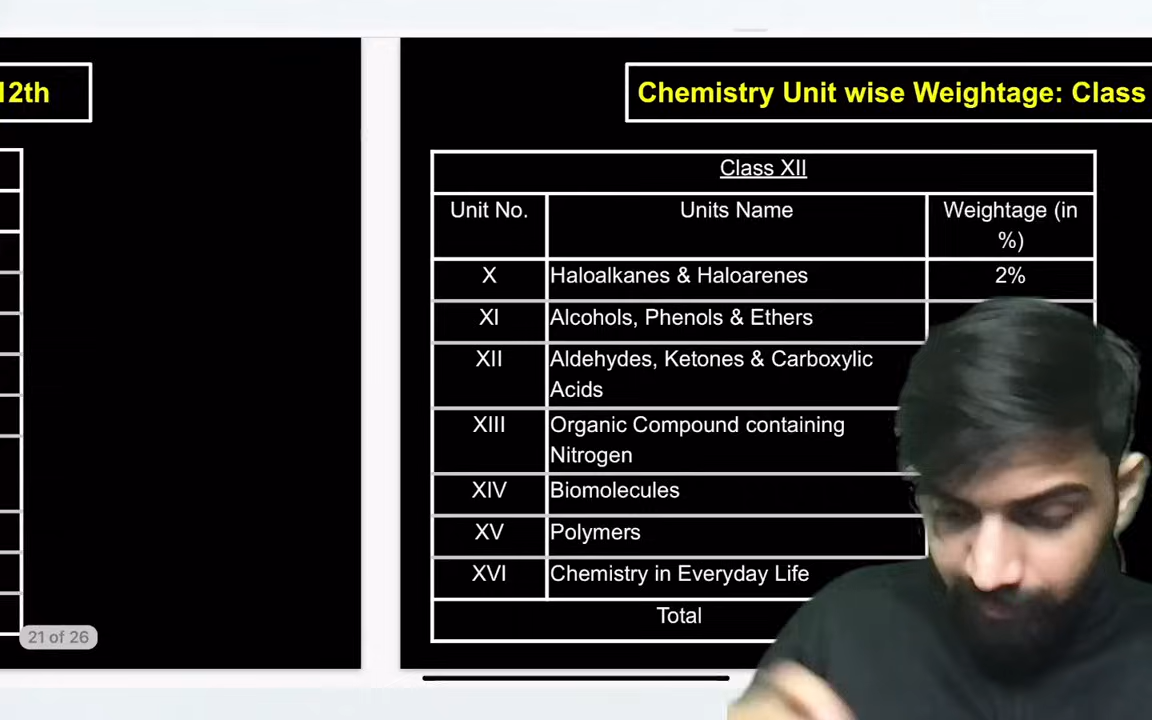 12th
Chemistry Unit wise Weightage: Class
Class XII
Unit No. Units Name Weightage (in
%)
X Haloalkanes & Haloarenes 2%
XI Alcohols, Phenols & Ethers
XII Aldehydes, Ketones & Carboxylic
Acids
XIII Organic Compound containing
Nitrogen
XIV Biomolecules
XV Polymers
XVI Chemistry in Everyday Life
Total
21 of 26